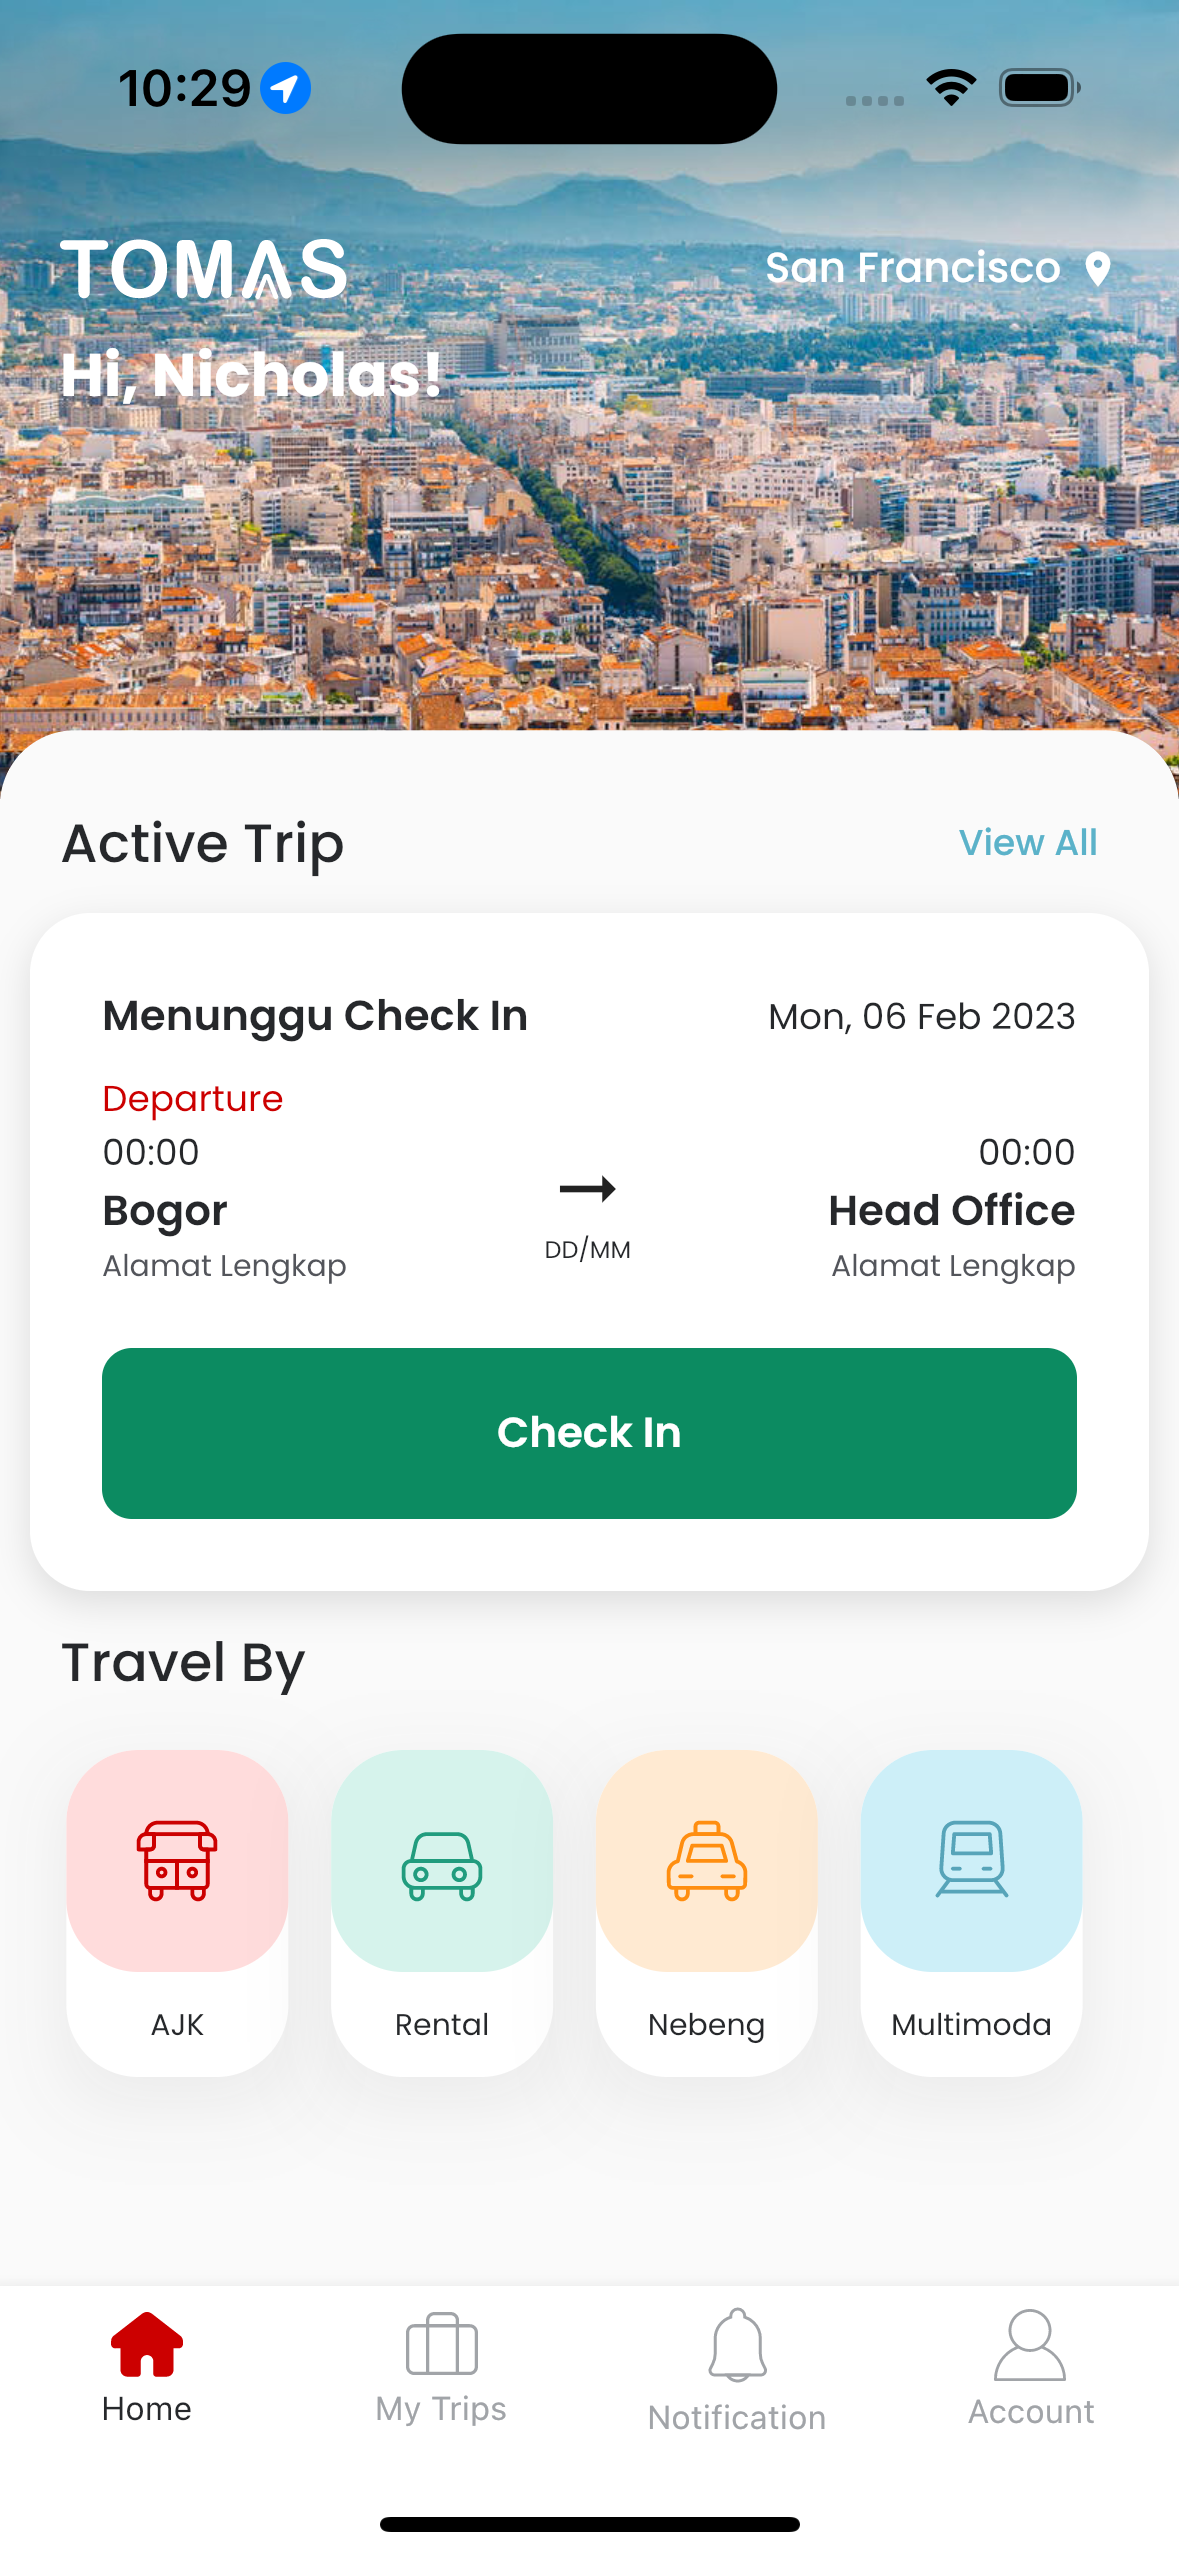 10:29
TOMAS
San Francisco
Hi, Nicholas!
Active Trip
View All
Menunggu Check In
Mon, 06 Feb 2023
Departure
00:00
00:00
Bogor
Head Office
DD/MM
Alamat Lengkap
Alamat Lengkap
Check In
Travel By
AJK
Rental
Nebeng
Multimoda
Home
My Trips
Notification
Account